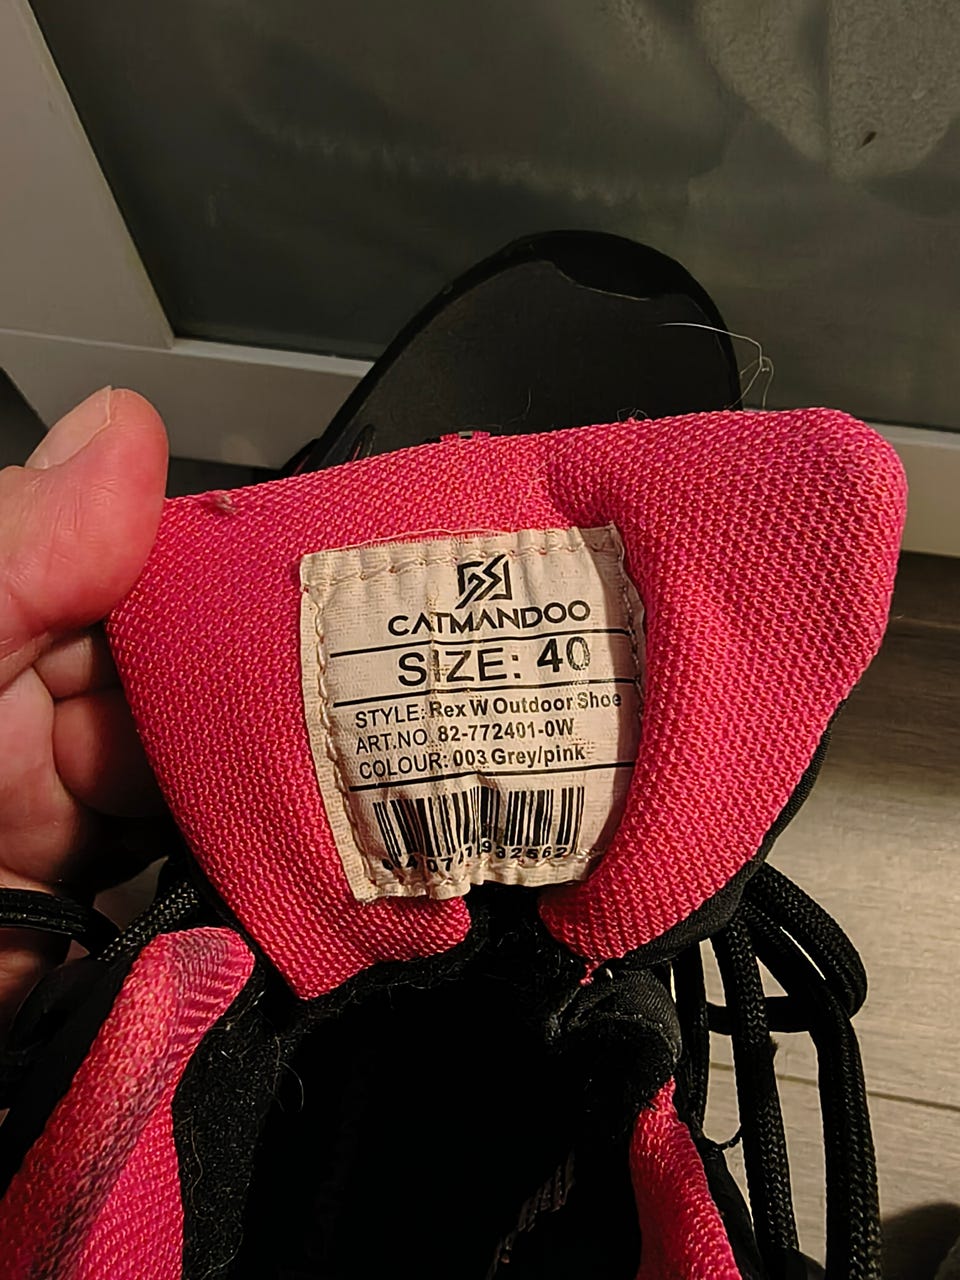 CATMANDOO
SIZE: 40
STYLE: Rex W Outdoor Shoe
ART.NO. 82-772401-0W
COLOUR: 003 Grey/pink